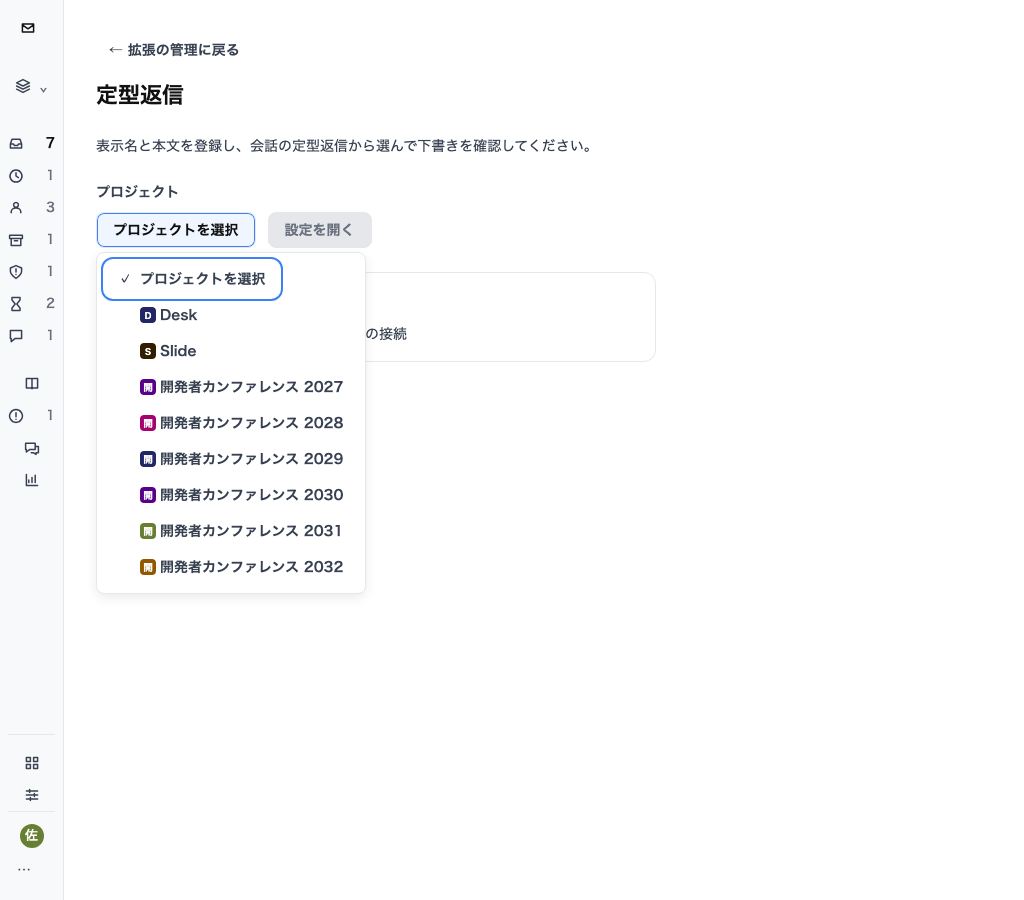 ← 拡張の管理に戻る
定型返信
表示名と本文を登録し、会話の定型返信から選んで下書きを確認してください。
プロジェクト
プロジェクトを選択
設定を開く
✓ プロジェクトを選択
D Desk
の接続
S Slide
開 開発者カンファレンス 2027
開 開発者カンファレンス 2028
開 開発者カンファレンス 2029
開 開発者カンファレンス 2030
開 開発者カンファレンス 2031
開 開発者カンファレンス 2032
7
1
3
1
1
2
1
1
佐
…